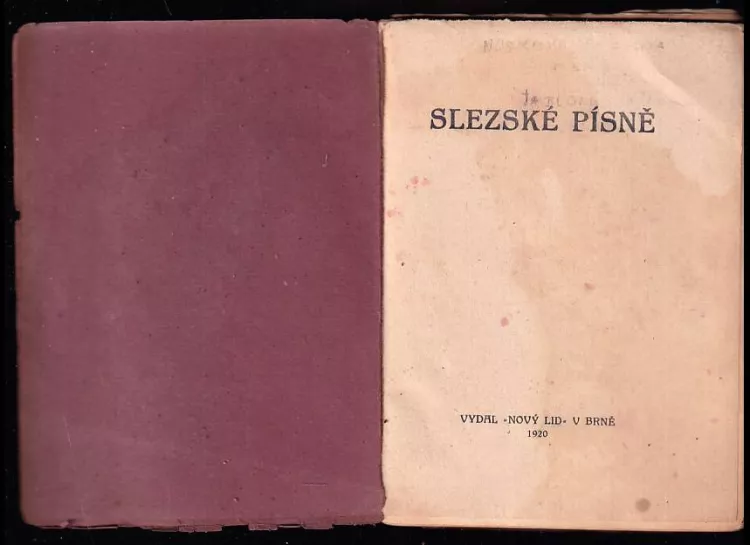 SLEZSKÉ PÍSNĚ
VYDAL »NOVÝ LID« V BRNĚ
1920